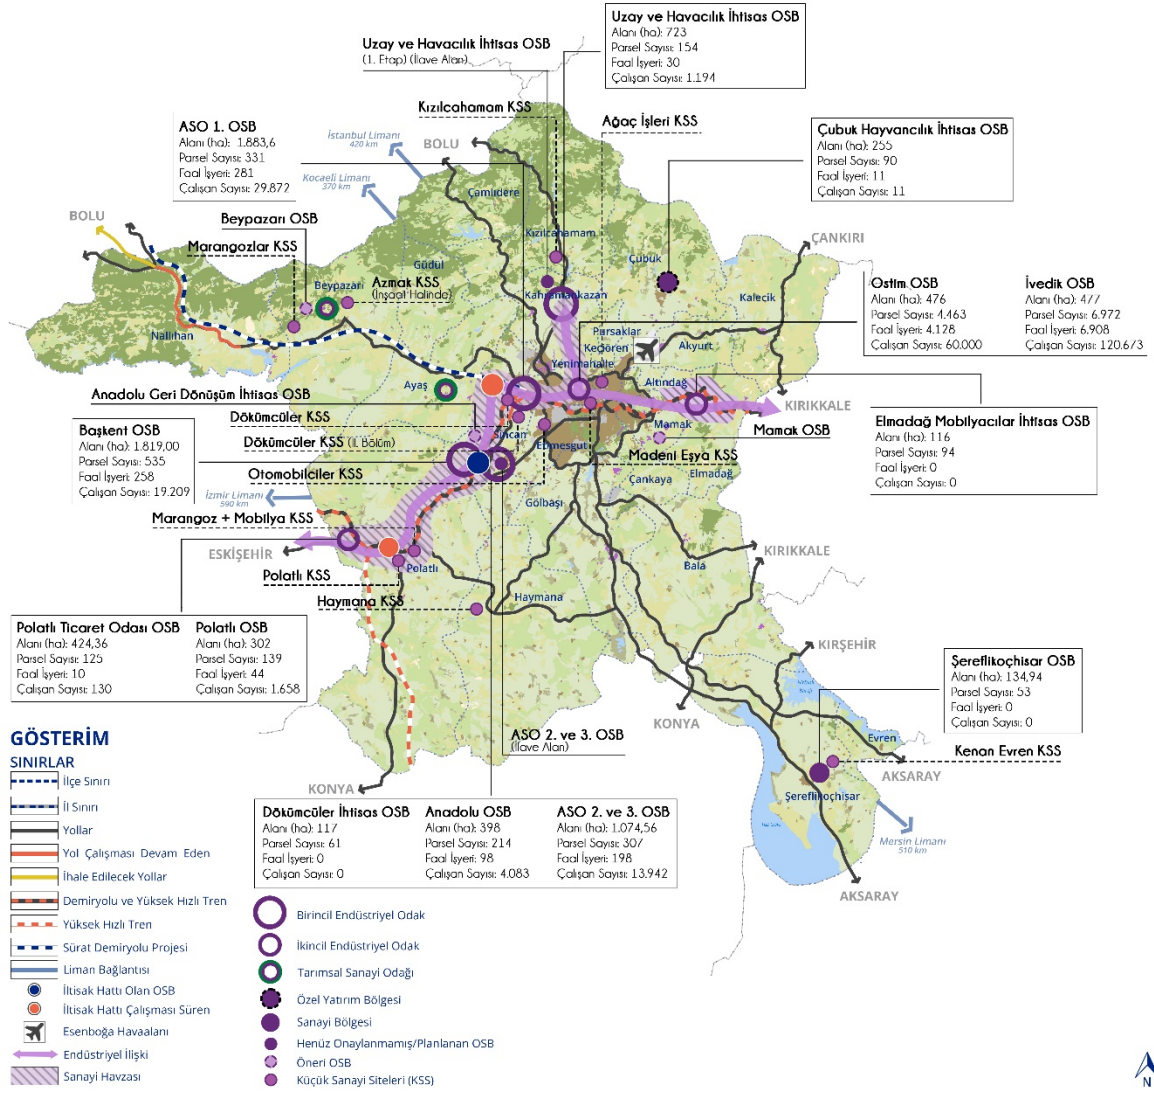 Uzay ve Havacılık İhtisas OSB
Alanı (ha): 723
Parsel Sayısı: 154
Faal İşyeri: 30
Çalışan Sayısı: 1.194
Uzay ve Havacılık İhtisas OSB
(1. Etap) (İlave Alan)
Kızılcahamam KSS
Ağaç İşleri KSS
ASO 1. OSB
Alanı (ha): 1.883,6
Parsel Sayısı: 331
Faal İşyeri: 281
Çalışan Sayısı: 29.872
İstanbul Limanı
420 km
Kocaeli Limanı
370 km
BOLU
Çubuk Hayvancılık İhtisas OSB
Alanı (ha): 255
Parsel Sayısı: 90
Faal İşyeri: 11
Çalışan Sayısı: 11
BOLU
Beypazarı OSB
Marangozlar KSS
Azmak KSS
(İnşaat Halinde)
Çamlıdere
Kızılcahamam
Güdül
Beypazarı
Nallıhan
Çubuk
Kahramankazan
Kalecik
ÇANKIRI
Pursaklar
Keçiören
Yenimahalle
Akyurt
Altındağ
Ayaş
Ostim OSB
Alanı (ha): 476
Parsel Sayısı: 4.463
Faal İşyeri: 4.128
Çalışan Sayısı: 60.000
İvedik OSB
Alanı (ha): 477
Parsel Sayısı: 6.972
Faal İşyeri: 6.908
Çalışan Sayısı: 120.673
Anadolu Geri Dönüşüm İhtisas OSB
Dökümcüler KSS
Dökümcüler KSS (II. Bölüm)
Otomobilciler KSS
Başkent OSB
Alanı (ha): 1.819,00
Parsel Sayısı: 535
Faal İşyeri: 258
Çalışan Sayısı: 19.209
Sincan
Etimesgut
Mamak
Mamak OSB
Madeni Eşya KSS
KIRIKKALE
Elmadağ Mobilyacılar İhtisas OSB
Alanı (ha): 116
Parsel Sayısı: 94
Faal İşyeri: 0
Çalışan Sayısı: 0
Çankaya
Elmadağ
Gölbaşı
İzmir Limanı
590 km
Marangoz + Mobilya KSS
ESKİŞEHİR
Polatlı
Polatlı KSS
Haymana KSS
Haymana
Bala
KIRIKKALE
Polatlı Ticaret Odası OSB
Alanı (ha): 424,36
Parsel Sayısı: 125
Faal İşyeri: 10
Çalışan Sayısı: 130
Polatlı OSB
Alanı (ha): 302
Parsel Sayısı: 139
Faal İşyeri: 44
Çalışan Sayısı: 1.658
KIRŞEHİR
Şereflikoçhisar OSB
Alanı (ha): 134,94
Parsel Sayısı: 53
Faal İşyeri: 0
Çalışan Sayısı: 0
KONYA
ASO 2. ve 3. OSB
(İlave Alan)
Evren
Kenan Evren KSS
AKSARAY
Şereflikoçhisar
Mersin Limanı
510 km
AKSARAY
KONYA
Dökümcüler İhtisas OSB
Alanı (ha): 117
Parsel Sayısı: 61
Faal İşyeri: 0
Çalışan Sayısı: 0
Anadolu OSB
Alanı (ha): 398
Parsel Sayısı: 214
Faal İşyeri: 98
Çalışan Sayısı: 4.083
ASO 2. ve 3. OSB
Alanı (ha): 1.074,56
Parsel Sayısı: 307
Faal İşyeri: 198
Çalışan Sayısı: 13.942
GÖSTERİM
SINIRLAR
İlçe Sınırı
İl Sınırı
Yollar
Yol Çalışması Devam Eden
İhale Edilecek Yollar
Demiryolu ve Yüksek Hızlı Tren
Yüksek Hızlı Tren
Sürat Demiryolu Projesi
Liman Bağlantısı
İltisak Hattı Olan OSB
İltisak Hattı Çalışması Süren
Esenboğa Havaalanı
Endüstriyel İlişki
Sanayi Havzası
Birincil Endüstriyel Odak
İkincil Endüstriyel Odak
Tarımsal Sanayi Odağı
Özel Yatırım Bölgesi
Sanayi Bölgesi
Henüz Onaylanmamış/Planlanan OSB
Öneri OSB
Küçük Sanayi Siteleri (KSS)
N